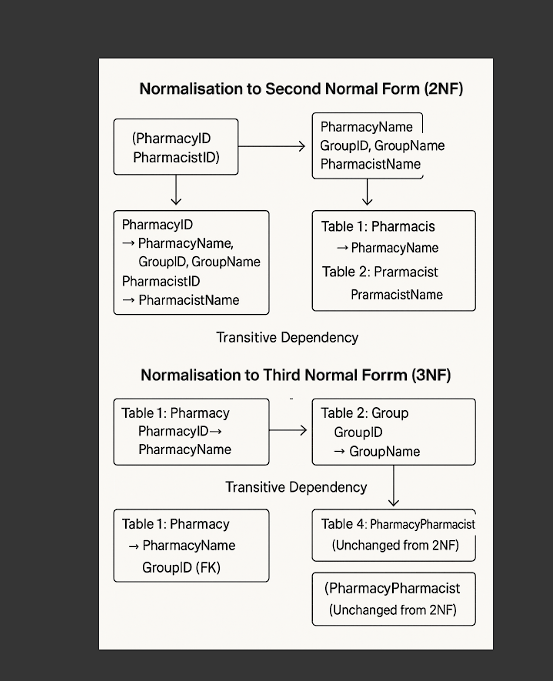 Normalisation to Second Normal Form (2NF)
(PharmacyID
PharmacistID)
PharmacyName
GroupID, GroupName
PharmacistName
PharmacyID
→ PharmacyName,
GroupID, GroupName
PharmacistID
→ PharmacistName
Table 1: Pharmacis
→ PharmacyName
Table 2: Prarmacist
PrarmacistName
Transitive Dependency
Normalisation to Third Normal Forrm (3NF)
Table 1: Pharmacy
PharmacyID→
PharmacyName
Table 2: Group
GroupID
→ GroupName
Transitive Dependency
Table 1: Pharmacy
→ PharmacyName
GroupID (FK)
Table 4: PharmacyPharmacist
(Unchanged from 2NF)
(PharmacyPharmacist
(Unchanged from 2NF)